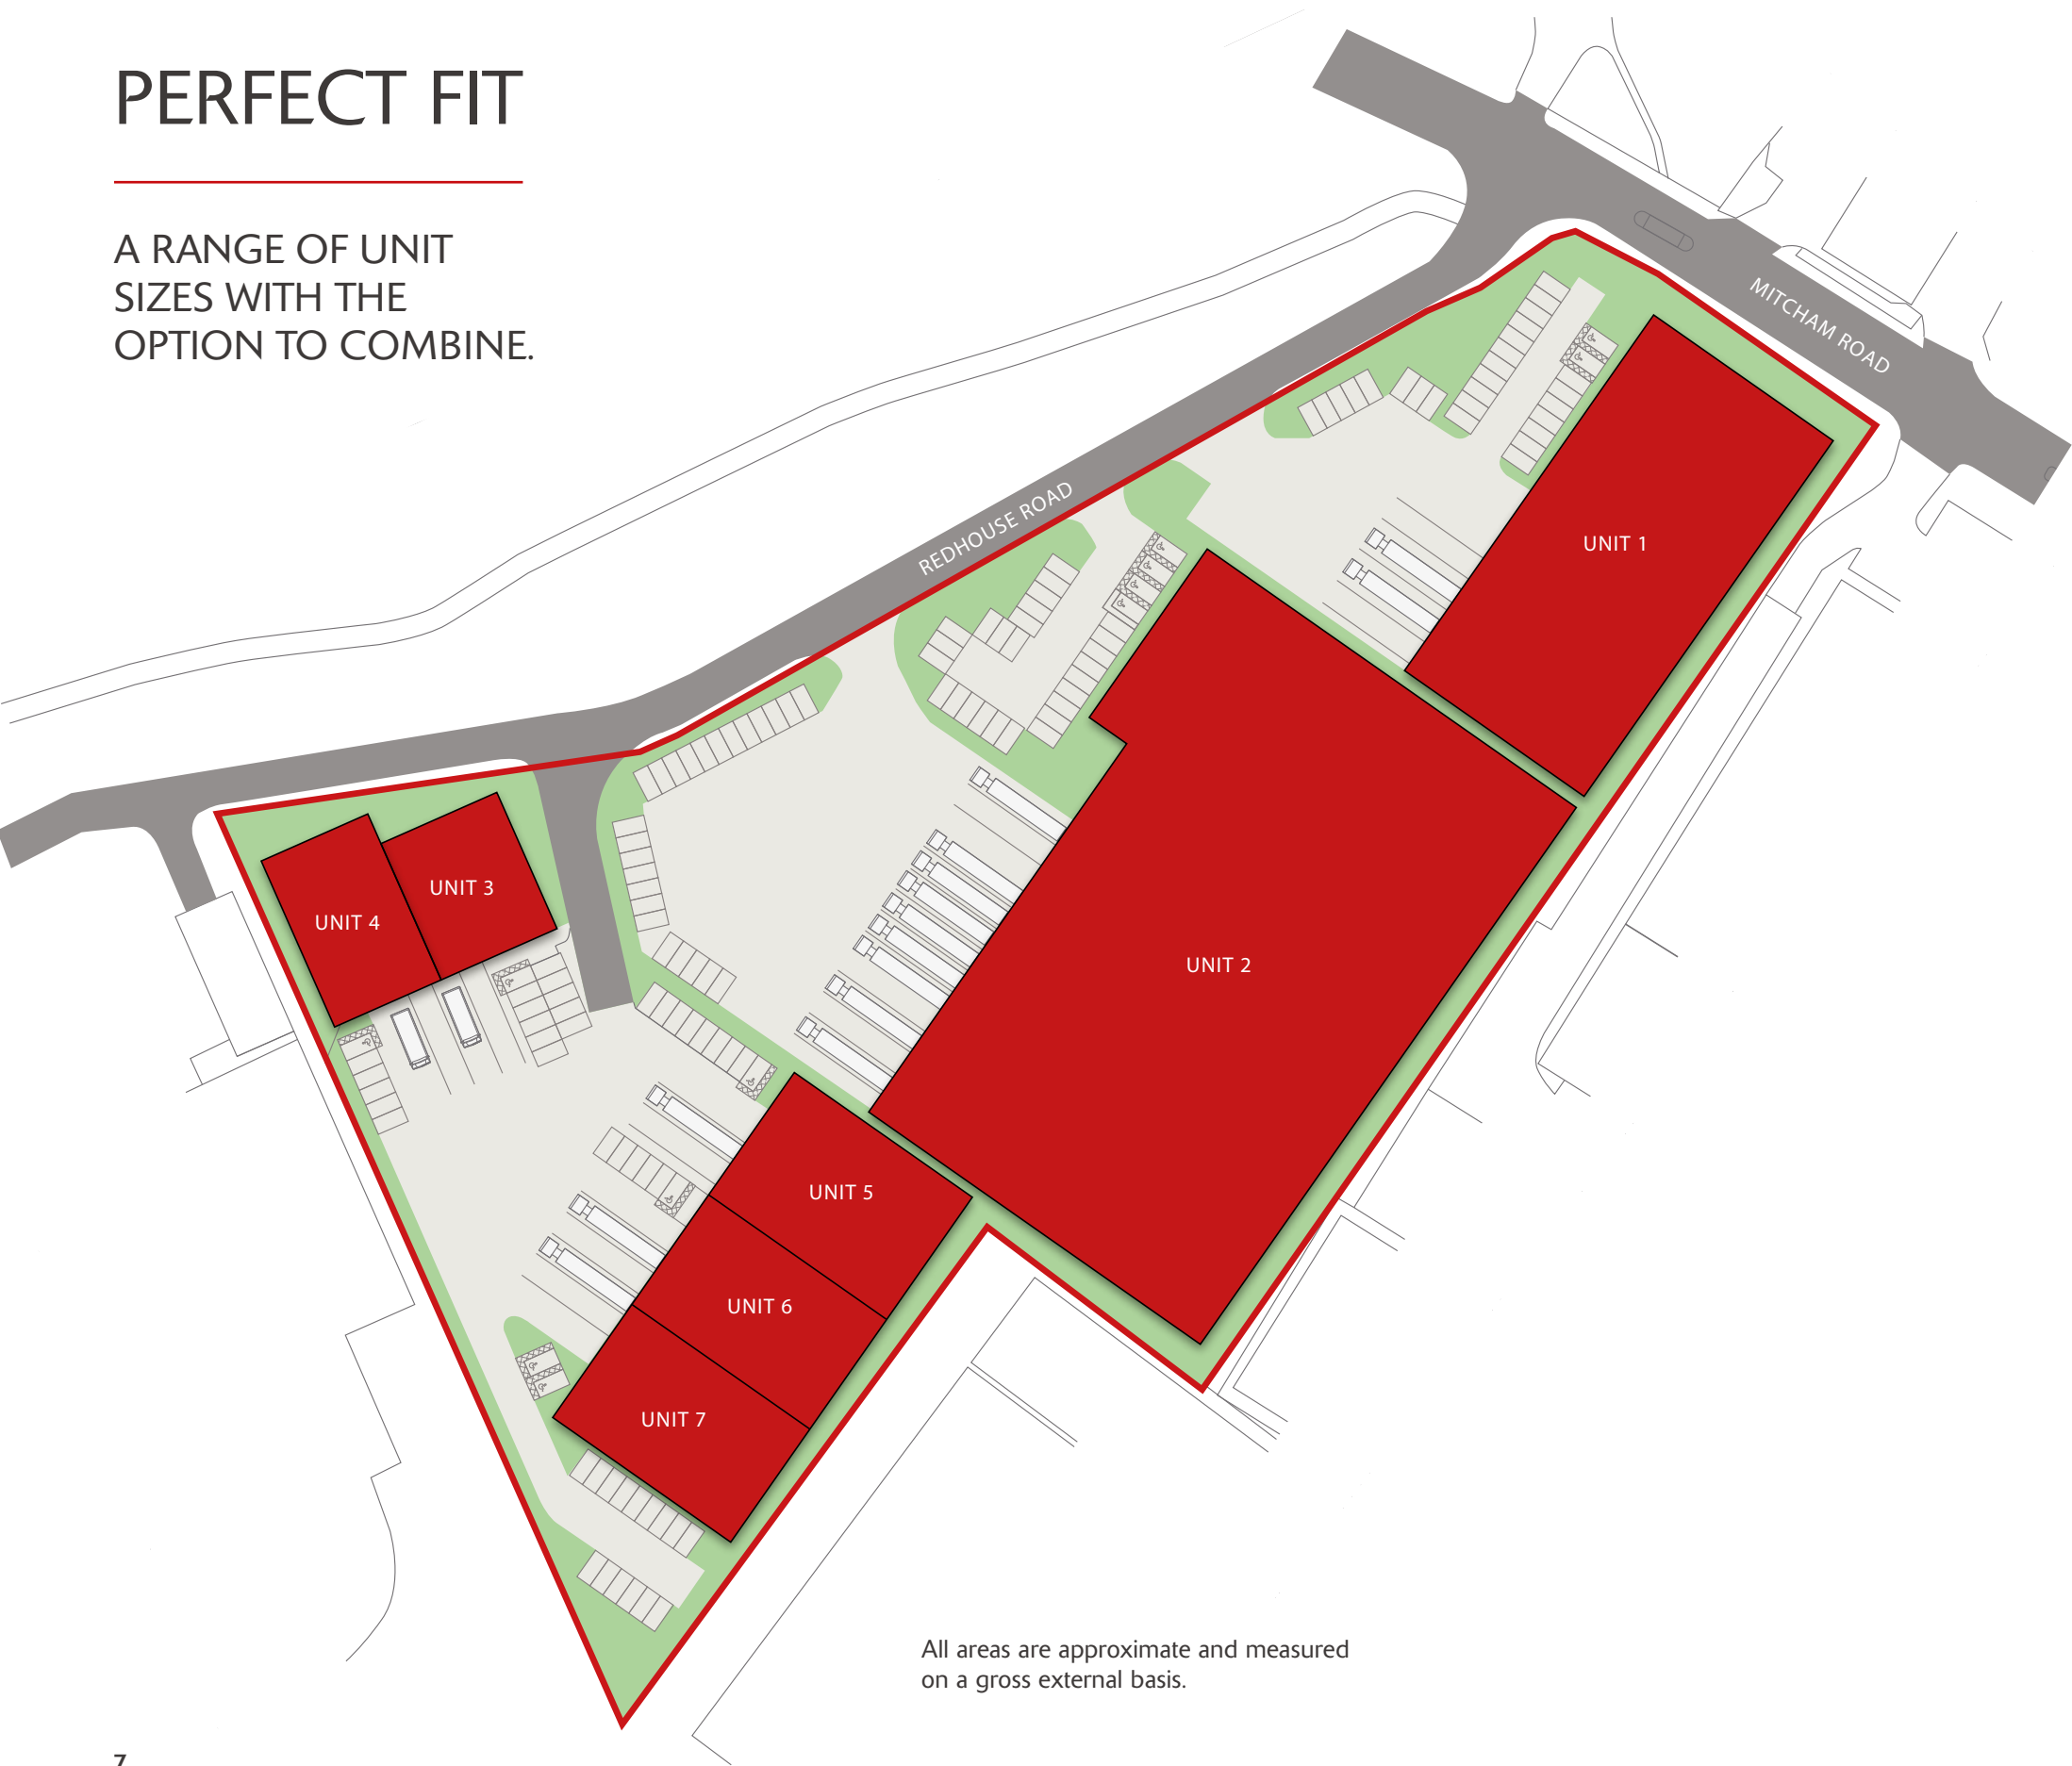 PERFECT FIT
A RANGE OF UNIT
SIZES WITH THE
OPTION TO COMBINE.
MITCHAM ROAD
REDHOUSE ROAD
UNIT 1
UNIT 2
UNIT 3
UNIT 4
UNIT 5
UNIT 6
UNIT 7
All areas are approximate and measured
on a gross external basis.
7